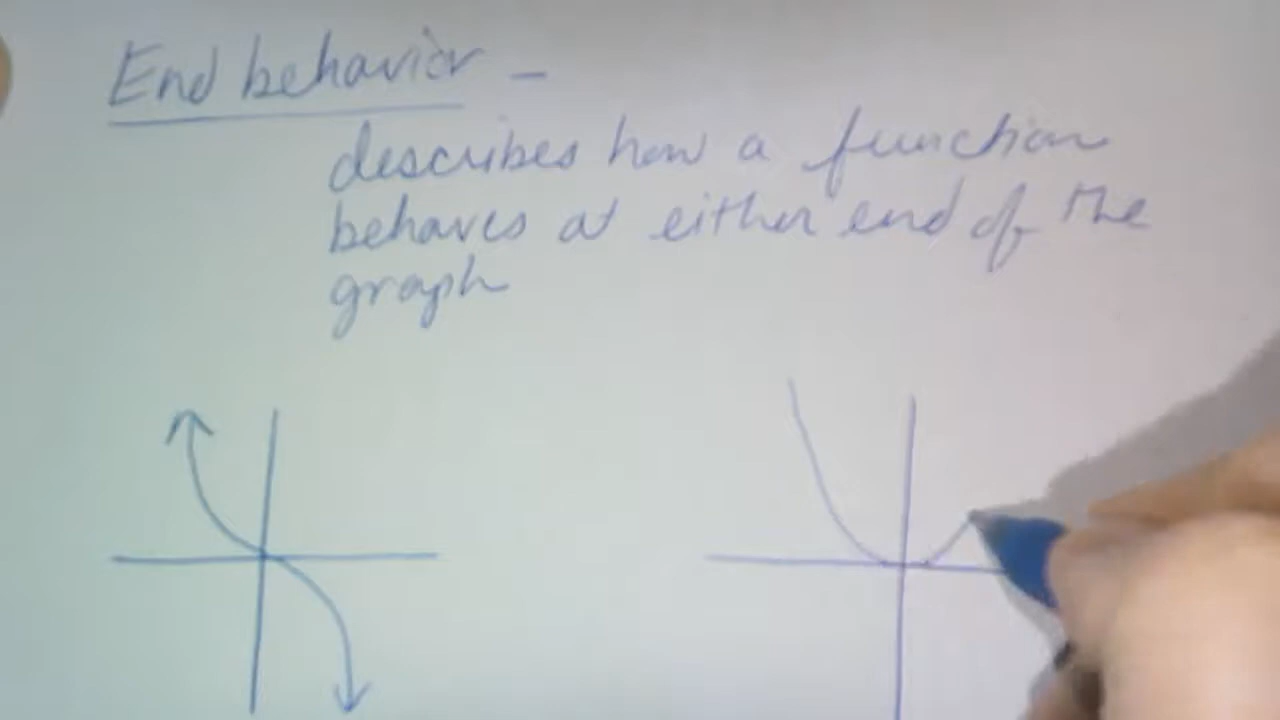 End behavior -
describes how a function
behaves at either end of the
graph